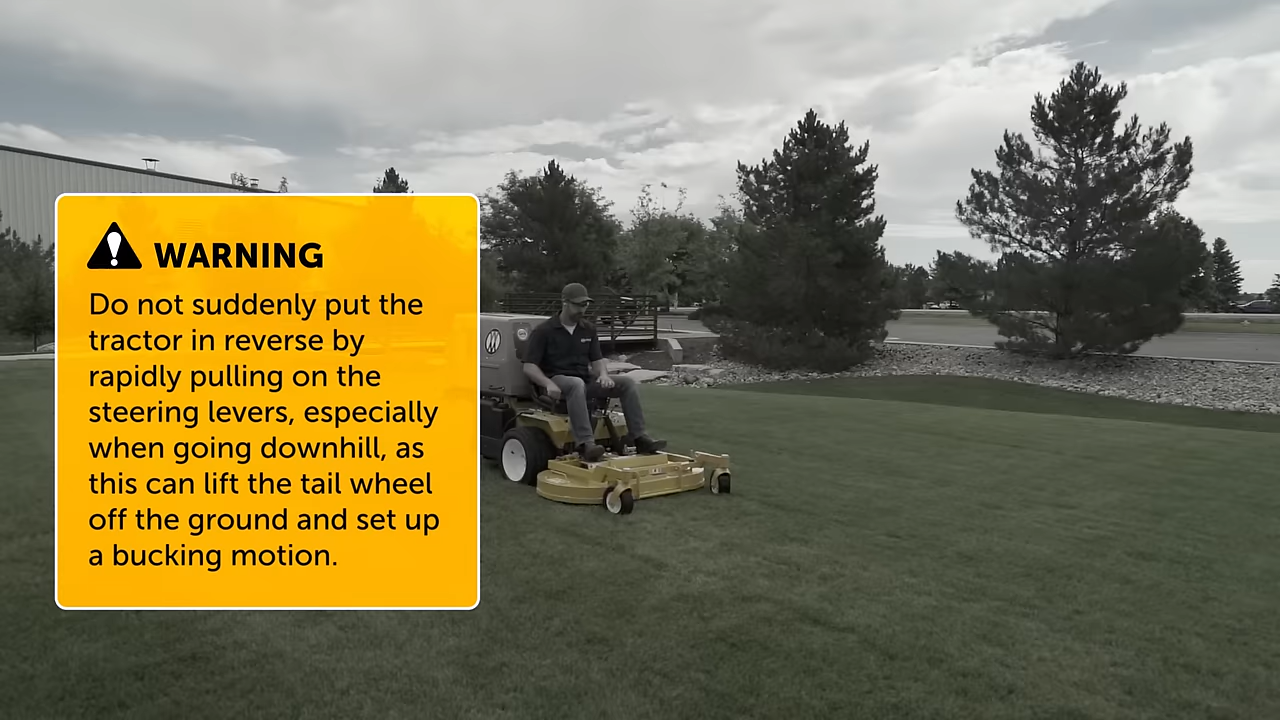 WARNING
Do not suddenly put the
tractor in reverse by
rapidly pulling on the
steering levers, especially
when going downhill, as
this can lift the tail wheel
off the ground and set up
a bucking motion.